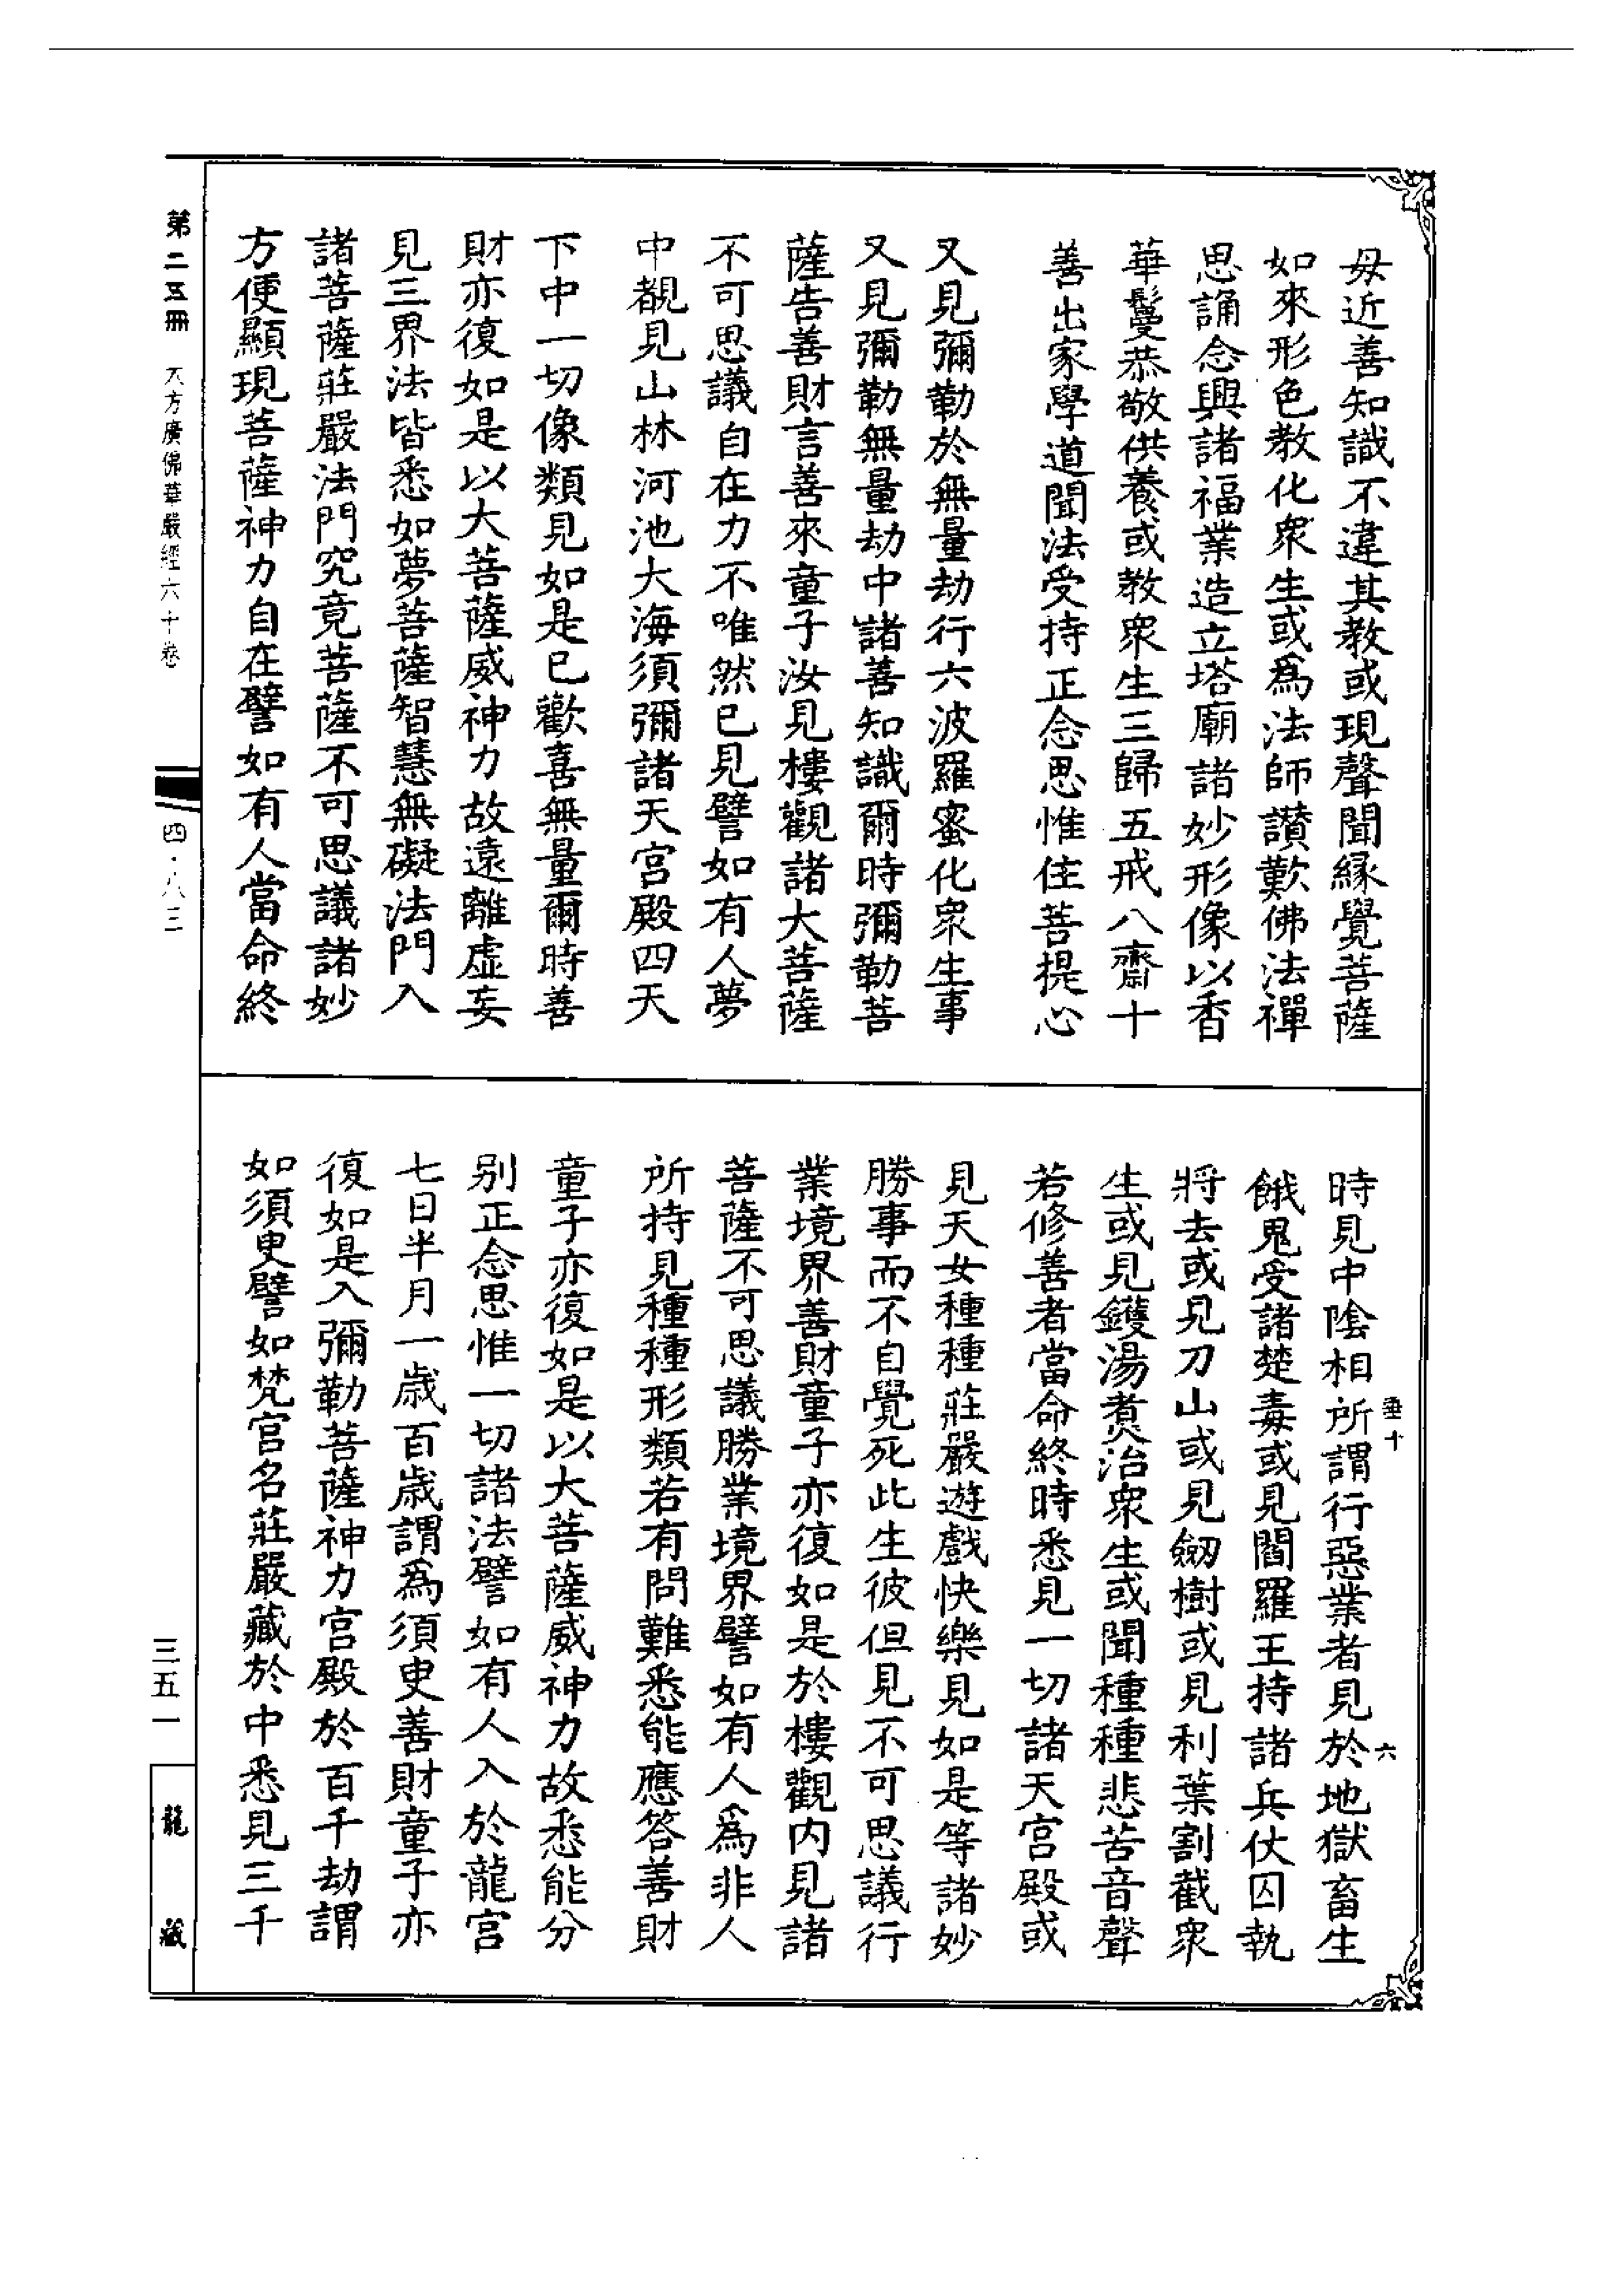 毋近善知識不違其教或現聲聞緣覺菩薩
如來形色教化衆生或爲法師讃歎佛法禪
思誦念興諸福業造立塔廟諸妙形像以香
華鬘恭敬供養或教衆生三歸五戒八齋十
善出家學道聞法受持正念思惟住菩提心
又見彌勒於無量劫行六波羅蜜化衆生事
又見彌勒無量劫中諸善知識爾時彌勒菩
薩告善財言善來童子汝見樓觀諸大菩薩
不可思議自在力不唯然已見譬如有人夢
中覩見山林河池大海須彌諸天宮殿四天
下中一切像類見如是已歡喜無量爾時善
財亦復如是以大菩薩威神力故遠離虛妄
見三界法皆悉如夢菩薩智慧無礙法門入
諸菩薩莊嚴法門究竟菩薩不可思議諸妙
方便顯現菩薩神力自在譬如有人當命終
時見中陰相所謂行惡業者見於地獄畜生
餓鬼受諸楚毒或見閻羅王持諸兵仗囚執
將去或見刀山或見劒樹或見利葉割截衆
生或見鑊湯煑治衆生或聞種種悲苦音聲
若修善者當命終時悉見一切諸天宮殿或
見天女種種莊嚴遊戲快樂見如是等諸妙
勝事而不自覺死此生彼但見不可思議行
業境界善財童子亦復如是於樓觀内見諸
菩薩不可思議勝業境界譬如有人爲非人
所持見種種形類若有問難悉能應答善財
童子亦復如是以大菩薩威神力故悉能分
别正念思惟一切諸法譬如有人入於龍宮
七日半月一歳百歳謂爲須臾善財童子亦
復如是入彌勒菩薩神力宮殿於百千劫謂
如須臾譬如梵宮名莊嚴藏於中悉見三千
垂十
六
第二五冊 大方廣佛華嚴經六十卷
四·八三
三五一
龍藏